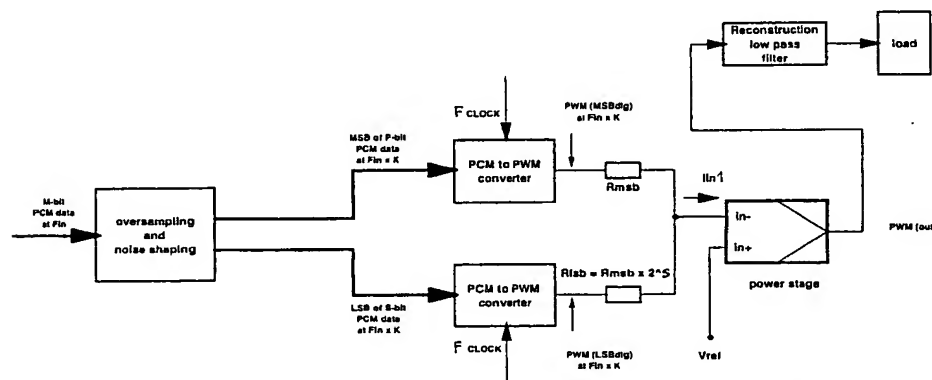 Reconstruction
low pass
filter
load
F CLOCK
PWM (MSBdig)
at Fin x K
MSB of P-bit
PCM data
at Fin x K
PCM to PWM
converter
Rmsb
Iin1
M-bit
PCM data
at Fin
oversampling
and
noise shaping
in-
in+
PWM (out
power stage
Rlsb = Rmsb x 2^S
PCM to PWM
converter
LSB of S-bit
PCM data
at Fin x K
F CLOCK
PWM (LSBdig)
at Fin x K
Vref